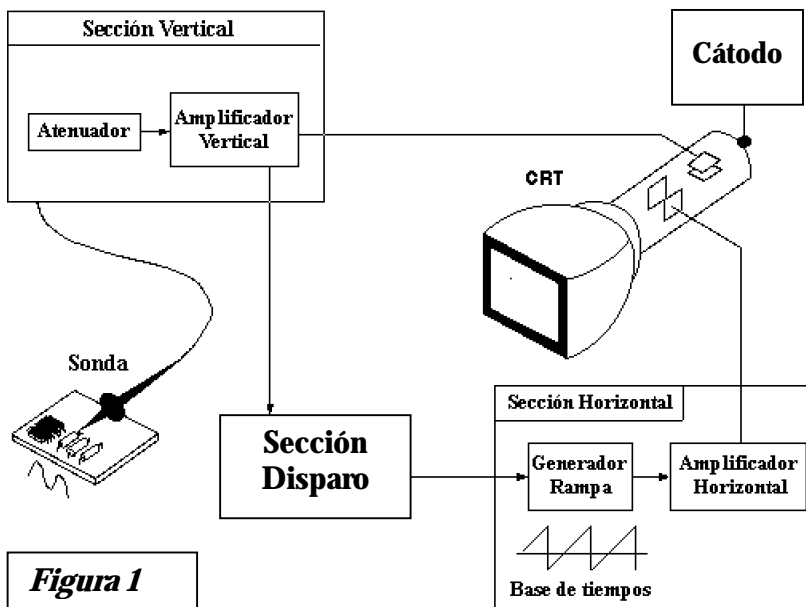 Sección Vertical
Atenuador
Amplificador
Vertical
Cátodo
CRT
Sonda
Sección
Disparo
Sección Horizontal
Generador
Rampa
Amplificador
Horizontal
Base de tiempos
Figura 1